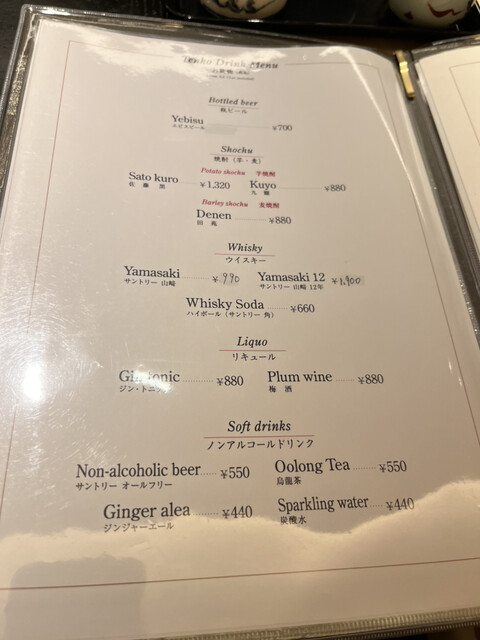 Tenko Drink Menu
Bottled beer
瓶ビール
Yebisu ¥700
ヱビスビール
Shochu
焼酎（芋・麦）
Potato shochu 芋焼酎
Sato kuro ¥1,320 Kuyo ¥880
佐藤 黒
Barley shochu 麦焼酎
Denen ¥880
田苑
Whisky
ウイスキー
Yamasaki ¥990 Yamasaki 12 ¥1,900
サントリー 山崎 サントリー 山崎 12年
Whisky Soda ¥660
ハイボール（サントリー 角）
Liquo
リキュール
Gin tonic ¥880 Plum wine ¥880
ジン・トニック 梅酒
Soft drinks
ノンアルコールドリンク
Non-alcoholic beer ¥550 Oolong Tea ¥550
サントリー オールフリー 烏龍茶
Ginger alea ¥440 Sparkling water ¥440
ジンジャーエール 炭酸水